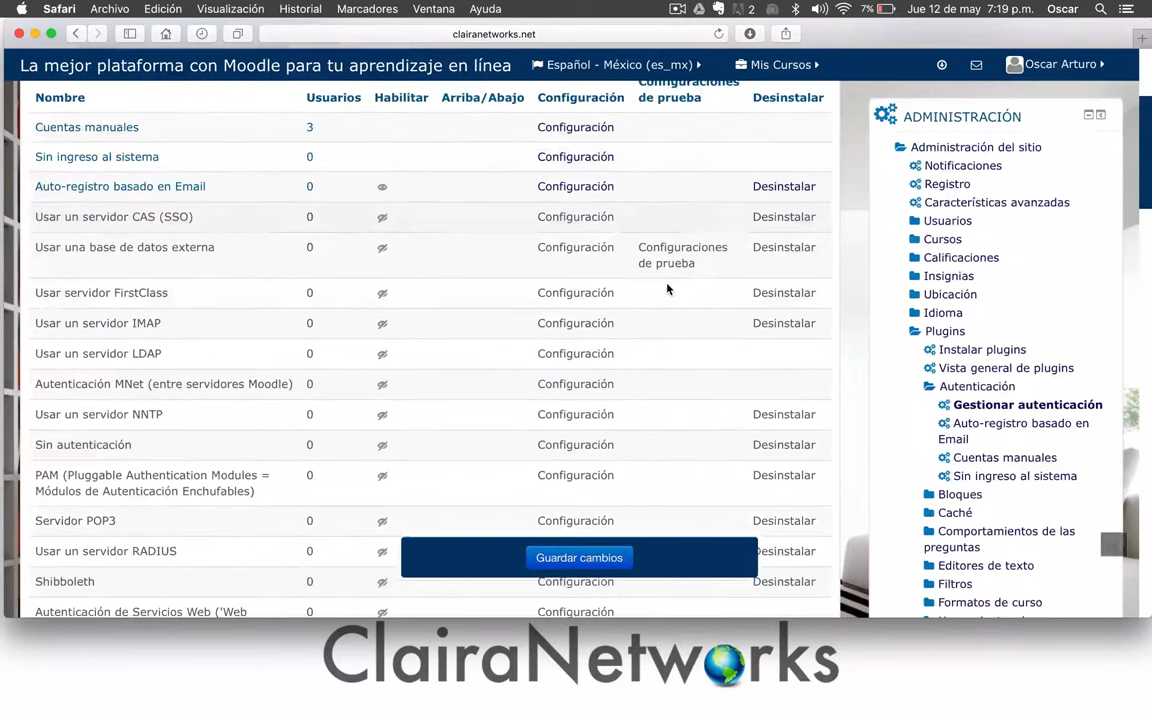 Safari Archivo Edición Visualización Historial Marcadores Ventana Ayuda 2 7% Jue 12 de may 7:19 p.m. Oscar
clairanetworks.net
La mejor plataforma con Moodle para tu aprendizaje en línea Español - México (es_mx) Mis Cursos Oscar Arturo
Nombre Usuarios Habilitar Arriba/Abajo Configuración Configuraciones de prueba Desinstalar
Cuentas manuales 3 Configuración
Sin ingreso al sistema 0 Configuración
Auto-registro basado en Email 0 Configuración Desinstalar
Usar un servidor CAS (SSO) 0 Configuración Desinstalar
Usar una base de datos externa 0 Configuración Configuraciones Desinstalar
de prueba
Usar servidor FirstClass 0 Configuración Desinstalar
Usar un servidor IMAP 0 Configuración Desinstalar
Usar un servidor LDAP 0 Configuración
Autenticación MNet (entre servidores Moodle) 0 Configuración
Usar un servidor NNTP 0 Configuración Desinstalar
Sin autenticación 0 Configuración Desinstalar
PAM (Pluggable Authentication Modules = 0 Configuración Desinstalar
Módulos de Autenticación Enchufables)
Servidor POP3 0 Configuración Desinstalar
Usar un servidor RADIUS 0 Desinstalar
Guardar cambios
Shibboleth 0 Configuración Desinstalar
Autenticación de Servicios Web ('Web 0 Configuración
ADMINISTRACIÓN
Administración del sitio
Notificaciones
Registro
Características avanzadas
Usuarios
Cursos
Calificaciones
Insignias
Ubicación
Idioma
Plugins
Instalar plugins
Vista general de plugins
Autenticación
Gestionar autenticación
Auto-registro basado en
Email
Cuentas manuales
Sin ingreso al sistema
Bloques
Caché
Comportamientos de las
preguntas
Editores de texto
Filtros
Formatos de curso
ClairaNetworks